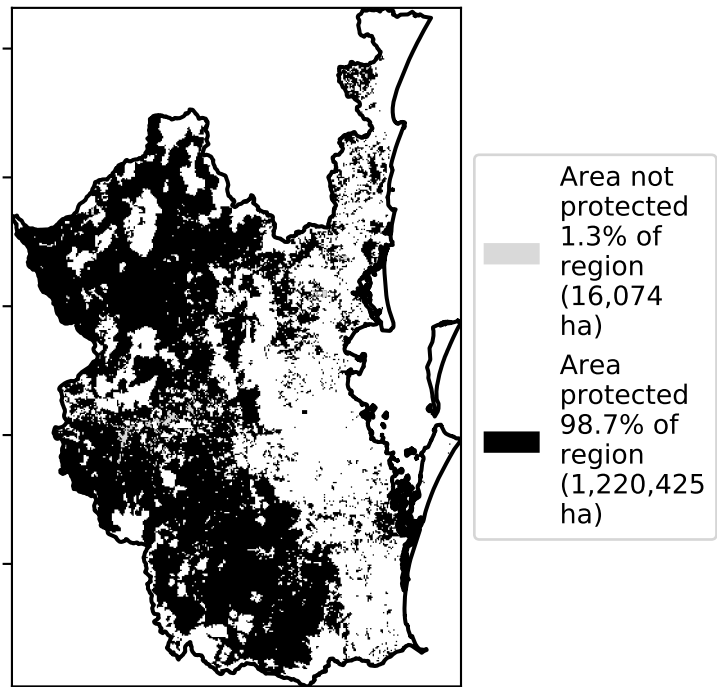 Area not
protected
1.3% of
region
(16,074
ha)
Area
protected
98.7% of
region
(1,220,425
ha)